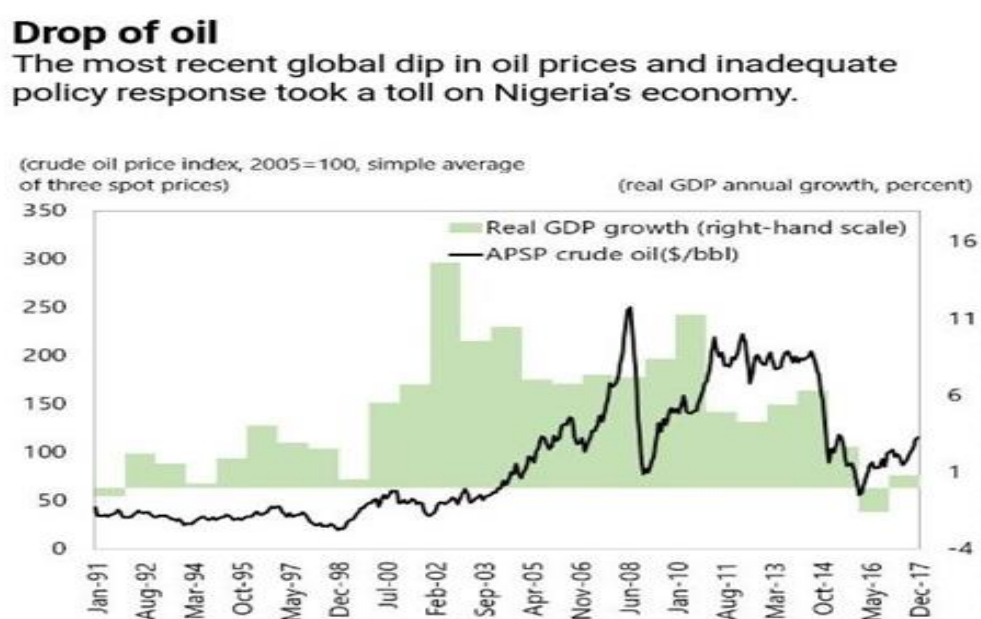 Drop of oil
The most recent global dip in oil prices and inadequate
policy response took a toll on Nigeria's economy.
(crude oil price index, 2005=100, simple average
of three spot prices)
(real GDP annual growth, percent)
350
300
250
200
150
100
50
0
Real GDP growth (right-hand scale)
APSP crude oil($/bbl)
16
11
6
1
-4
Jan-91
Aug-92
Mar-94
Oct-95
May-97
Dec-98
Jul-00
Feb-02
Sep-03
Apr-05
Nov-06
Jun-08
Jan-10
Aug-11
Mar-13
Oct-14
May-16
Dec-17